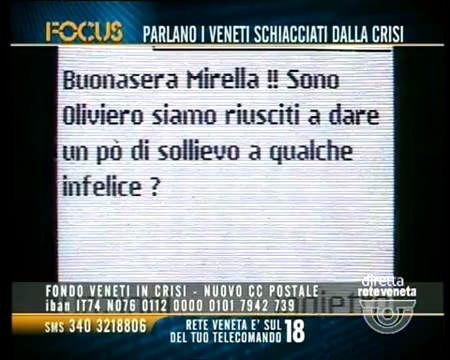 FOCUS PARLANO I VENETI SCHIACCIATI DALLA CRISI
Buonasera Mirella !! Sono
Oliviero siamo riusciti a dare
un pò di sollievo a qualche
infelice ?
diretta
reteveneta
FONDO VENETI IN CRISI - NUOVO CC POSTALE
iban IT74 N076 0112 0000 0101 7942 739
SMS 340 3218806
RETE VENETA E' SUL
DEL TUO TELECOMANDO 18